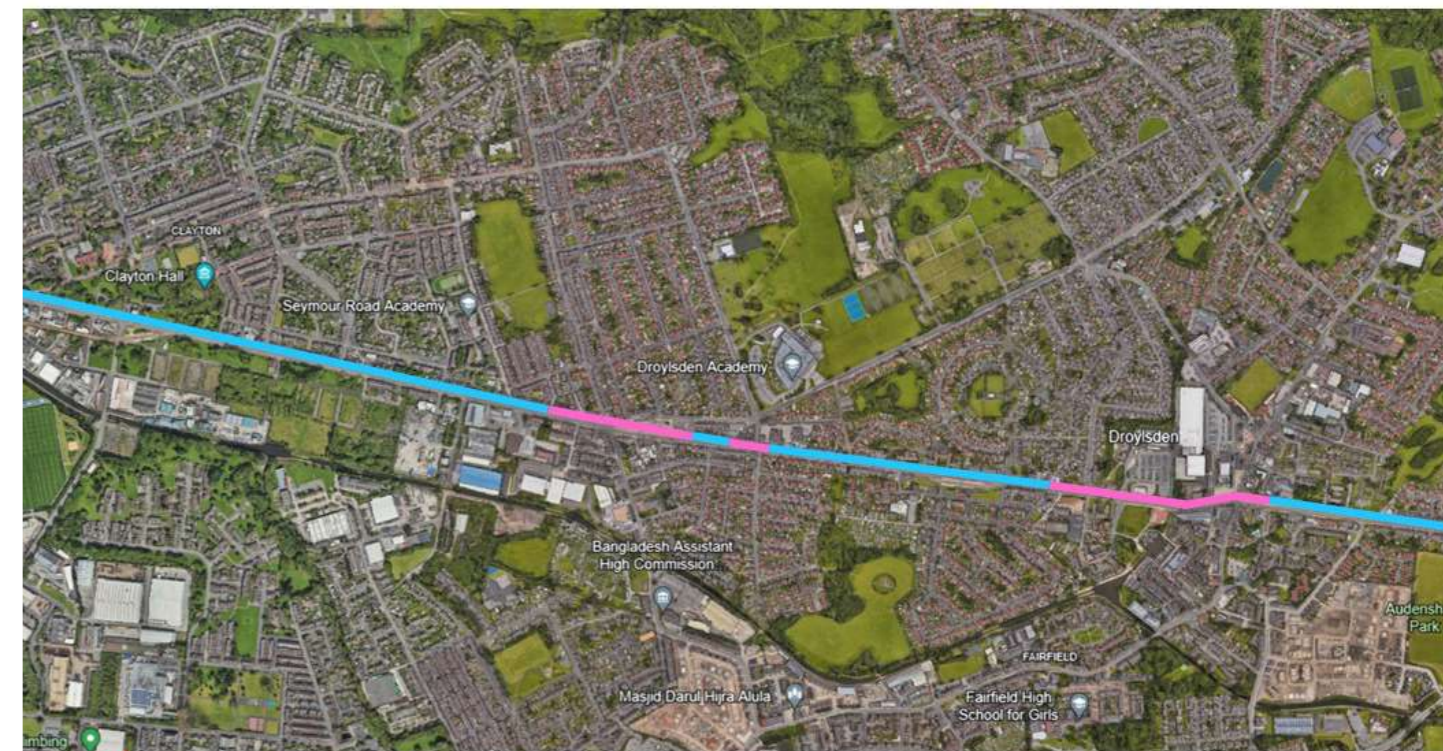 CLAYTON
Clayton Hall
Seymour Road Academy
Droylsden Academy
Droylsden
Bangladesh Assistant
High Commission
Audensh
Park
FAIRFIELD
Masjid Darul Hijra Alula
Fairfield High
School for Girls
mbing